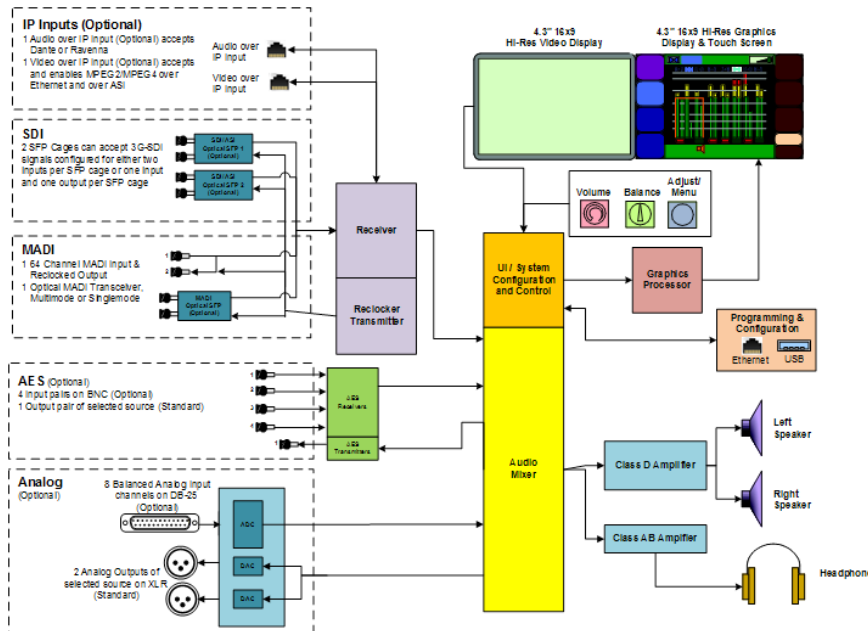 IP Inputs (Optional)
1 Audio over IP Input (Optional) accepts
Dante or Ravenna
1 Video over IP Input (Optional) accepts
and enables MPEG2/MPEG4 over
Ethernet and over ASI
Audio over
IP Input
Video over
IP Input
4.3" 16x9
Hi-Res Video Display
4.3" 16x9 Hi-Res Graphics
Display & Touch Screen
SDI
2 SFP Cages can accept 3G-SDI
signals configured for either two
inputs per SFP cage or one input
and one output per SFP cage
SDI/ASI
Optical SFP 1
(Optional)
SDI/ASI
Optical SFP 2
(Optional)
Volume
Balance
Adjust/
Menu
MADI
1 64 Channel MADI Input &
Reclocked Output
1 Optical MADI Transceiver,
Multimode or Singlemode
1
2
MADI
Optical SFP
(Optional)
Receiver
Reclocker
Transmitter
UI / System
Configuration
and Control
Graphics
Processor
Programming &
Configuration
Ethernet
USB
AES (Optional)
4 Input pairs on BNC (Optional)
1 Output pair of selected source (Standard)
1
2
3
4
1
AES
Receivers
AES
Transmitters
Audio
Mixer
Class D Amplifier
Left
Speaker
Right
Speaker
Class AB Amplifier
Headphone
Analog
(Optional)
8 Balanced Analog Input
channels on DB-25
(Optional)
ADC
DAC
DAC
2 Analog Outputs of
selected source on XLR
(Standard)